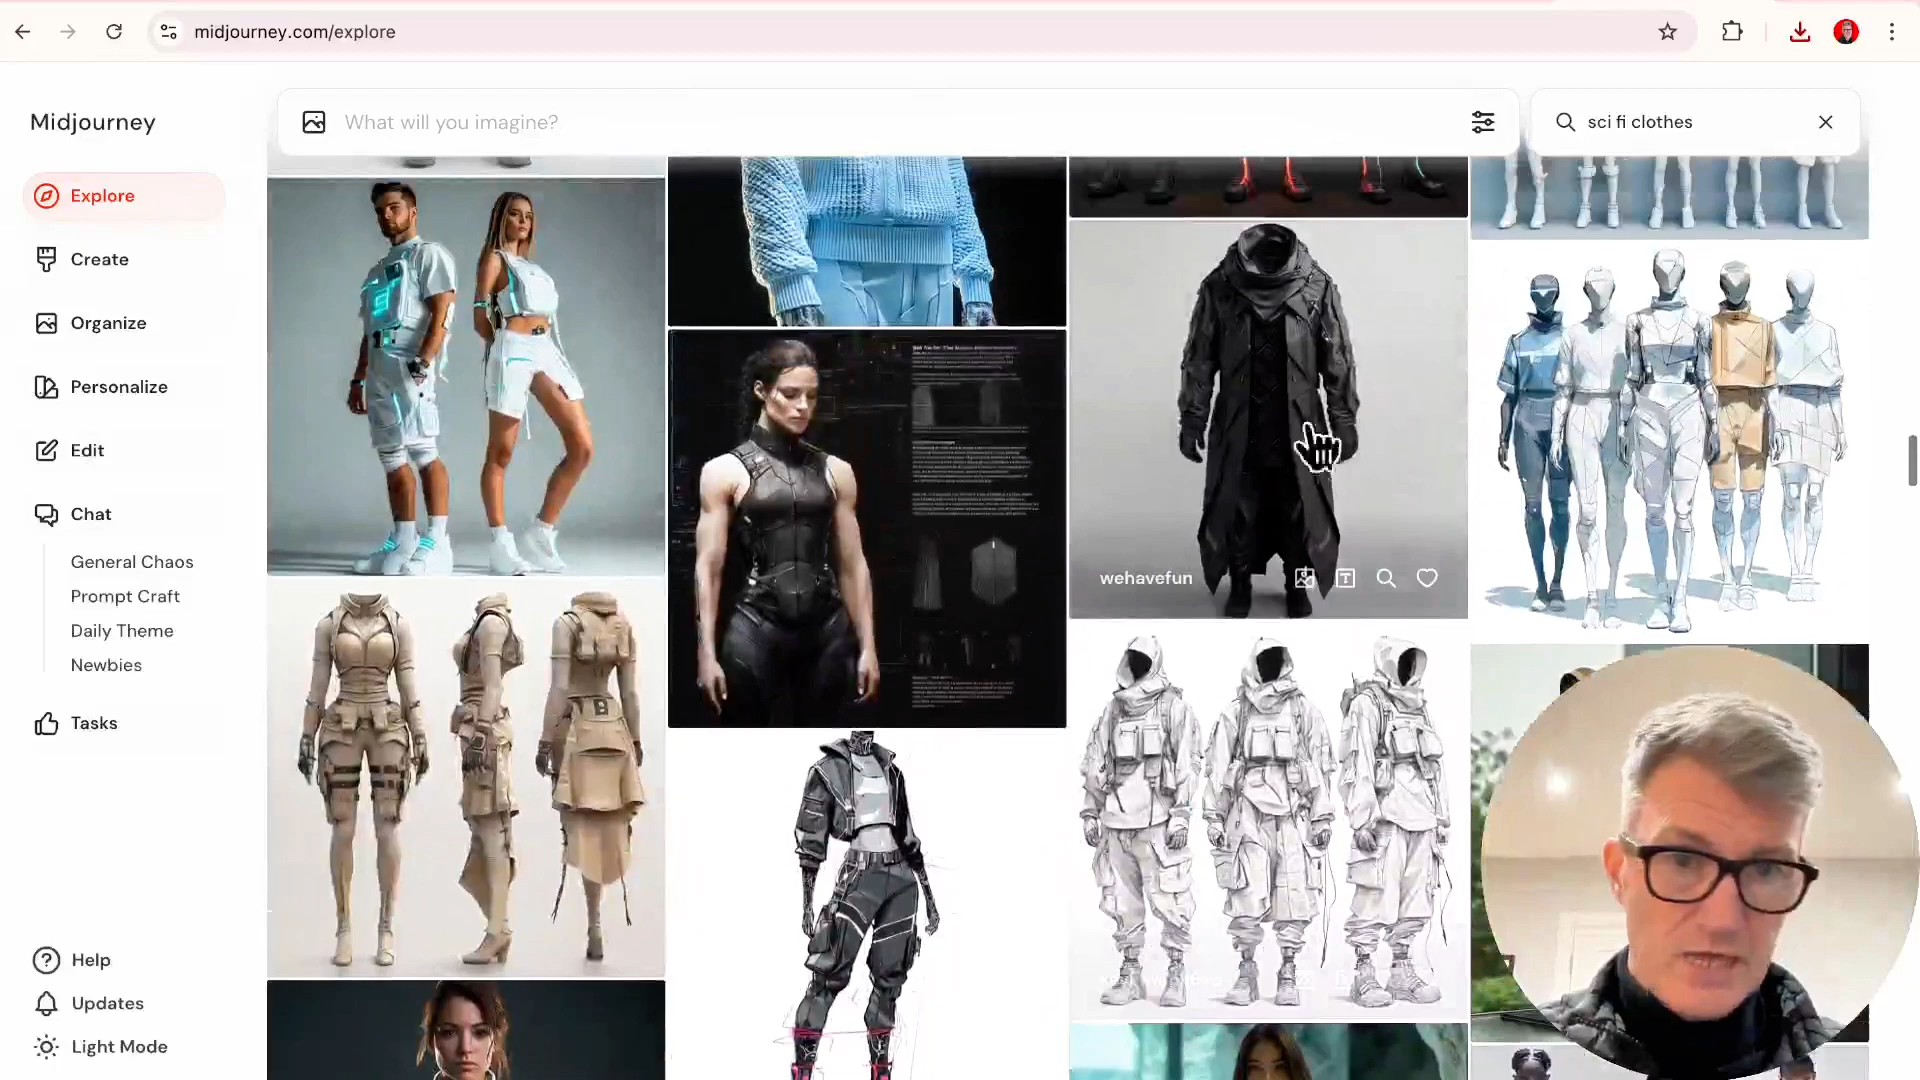 midjourney.com/explore
Midjourney
What will you imagine?
sci fi clothes
Explore
Create
Organize
Personalize
Edit
Chat
General Chaos
Prompt Craft
Daily Theme
Newbies
Tasks
wehavefun
Help
Updates
Light Mode